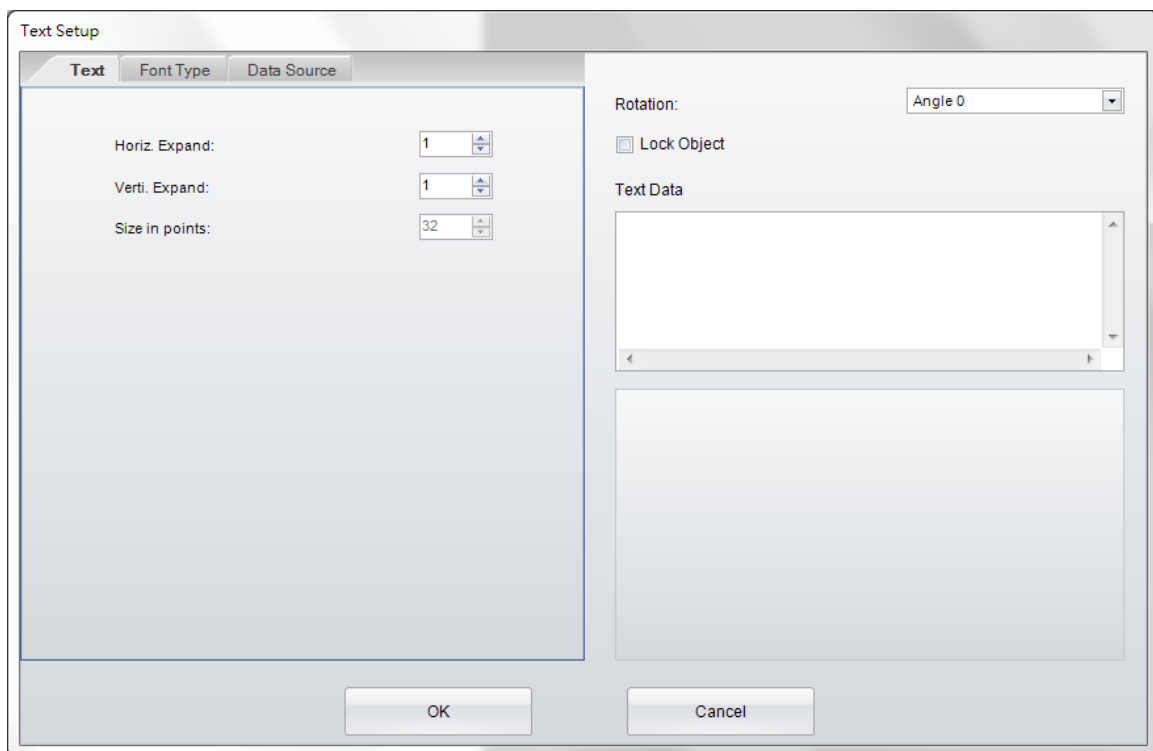 Text Setup
Text Font Type Data Source
Horiz. Expand: 1
Verti. Expand: 1
Size in points: 32
Rotation: Angle 0
Lock Object
Text Data
OK Cancel